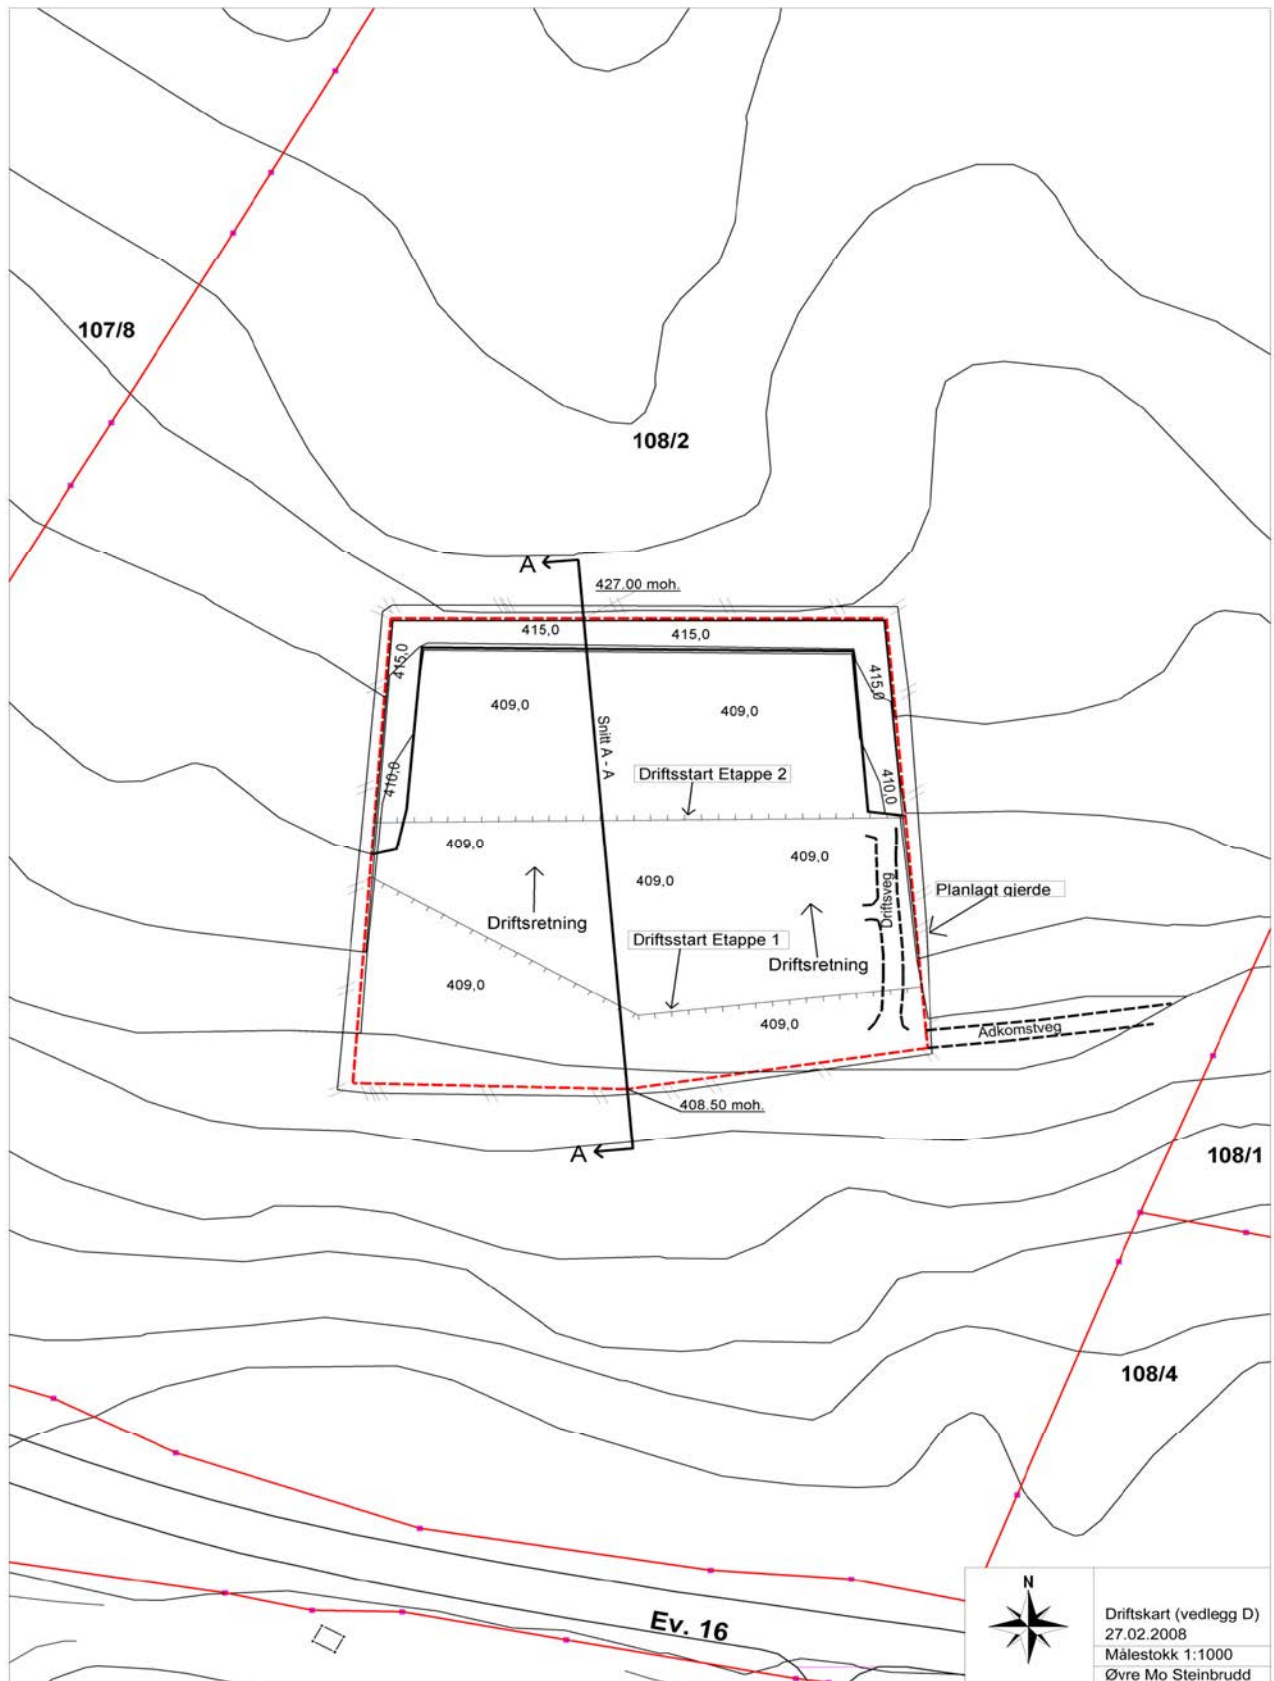 107/8
108/2
A
427.00 moh.
415,0
415,0
415,0
415,0
409,0
409,0
Snitt A - A
Driftsstart Etappe 2
410,0
410,0
409,0
409,0
409,0
Driftsveg
Planlagt gjerde
Driftsretning
Driftsstart Etappe 1
Driftsretning
409,0
409,0
Adkomstveg
408.50 moh.
A
108/1
108/4
Ev. 16
N
Driftskart (vedlegg D)
27.02.2008
Målestokk 1:1000
Øvre Mo Steinbrudd